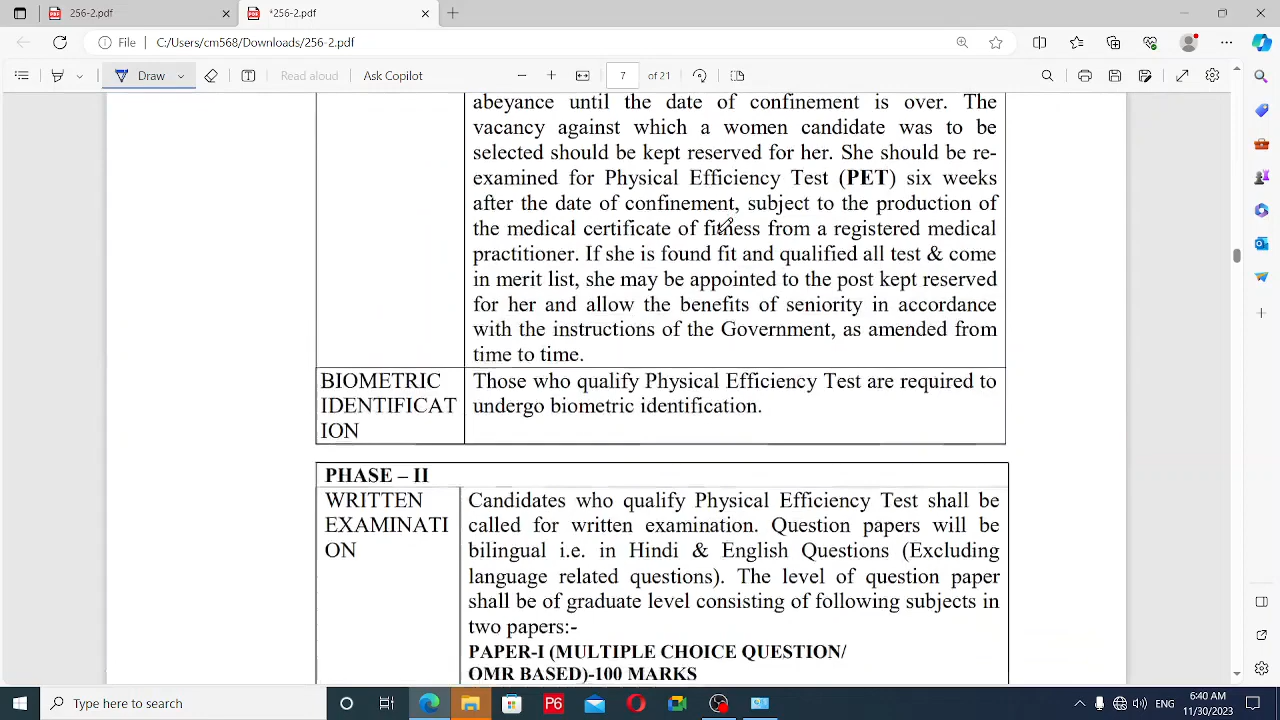 256-2.pdf
*256-2.pdf
File
C:/Users/cm568/Downloads/256-2.pdf
Draw
Read aloud
Ask Copilot
7
of 21
abeyance until the date of confinement is over. The
vacancy against which a women candidate was to be
selected should be kept reserved for her. She should be re-
examined for Physical Efficiency Test (PET) six weeks
after the date of confinement, subject to the production of
the medical certificate of fitness from a registered medical
practitioner. If she is found fit and qualified all test & come
in merit list, she may be appointed to the post kept reserved
for her and allow the benefits of seniority in accordance
with the instructions of the Government, as amended from
time to time.
BIOMETRIC
IDENTIFICAT
ION
Those who qualify Physical Efficiency Test are required to
undergo biometric identification.
PHASE – II
WRITTEN
EXAMINATI
ON
Candidates who qualify Physical Efficiency Test shall be
called for written examination. Question papers will be
bilingual i.e. in Hindi & English Questions (Excluding
language related questions). The level of question paper
shall be of graduate level consisting of following subjects in
two papers:-
PAPER-I (MULTIPLE CHOICE QUESTION/
OMR BASED)-100 MARKS
Type here to search
P6
ENG
6:40 AM
11/30/2023